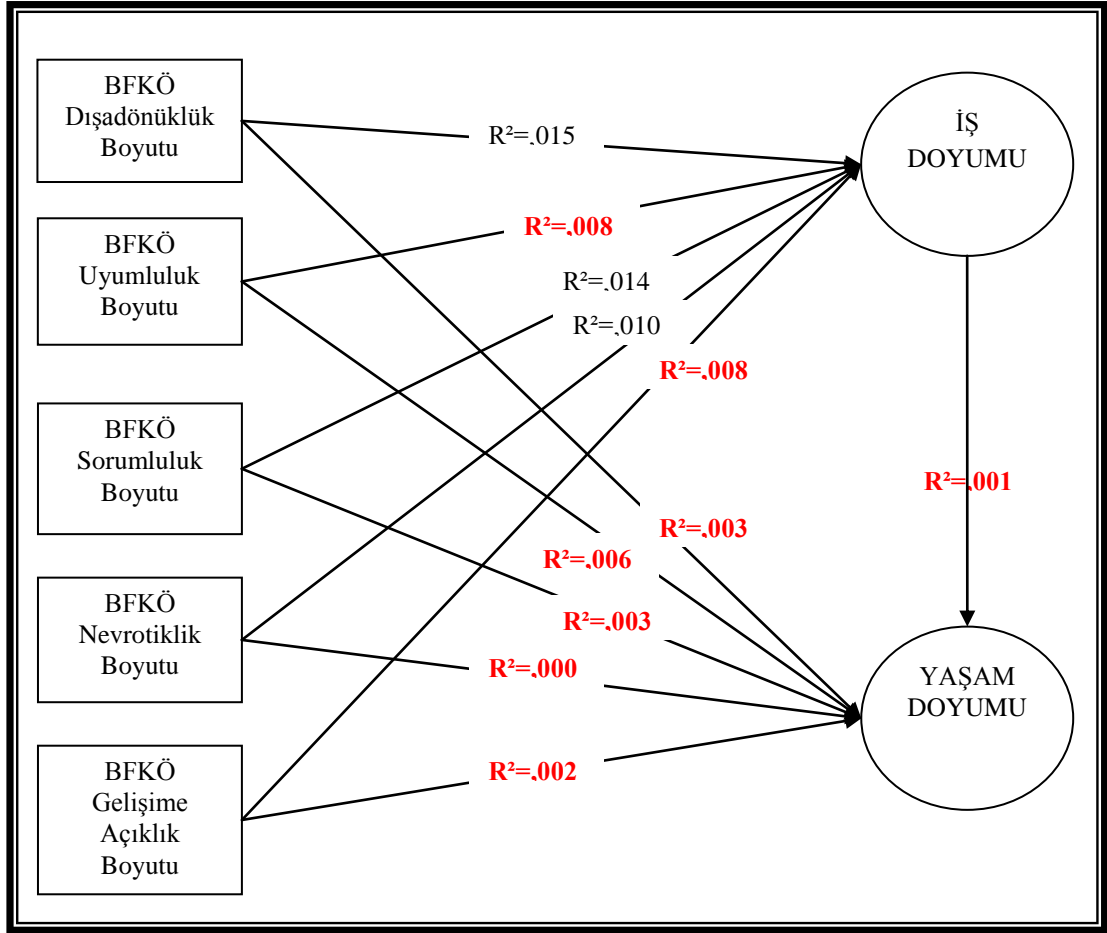 BFKÖ
Dışadönüklük
Boyutu
BFKÖ
Uyumluluk
Boyutu
BFKÖ
Sorumluluk
Boyutu
BFKÖ
Nevrotiklik
Boyutu
BFKÖ
Gelişime
Açıklık
Boyutu
R²=,015
R²=,008
R²=,014
R²=,010
R²=,008
R²=,003
R²=,006
R²=,003
R²=,000
R²=,002
İŞ
DOYUMU
R²=,001
YAŞAM
DOYUMU